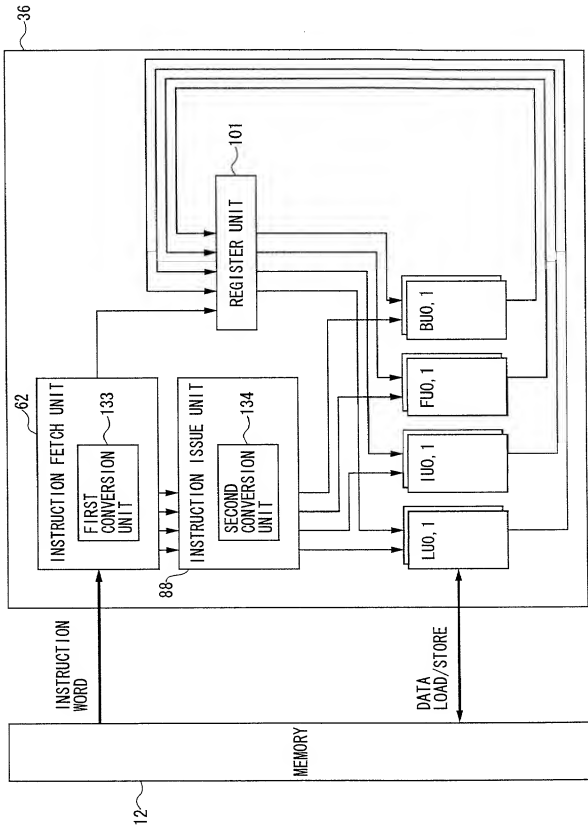 36
INSTRUCTION FETCH UNIT
62
FIRST
CONVERSION
UNIT
133
REGISTER UNIT
101
INSTRUCTION ISSUE UNIT
88
SECOND
CONVERSION
UNIT
134
LU0, 1
IU0, 1
FU0, 1
BU0, 1
INSTRUCTION
WORD
DATA
LOAD/STORE
MEMORY
12